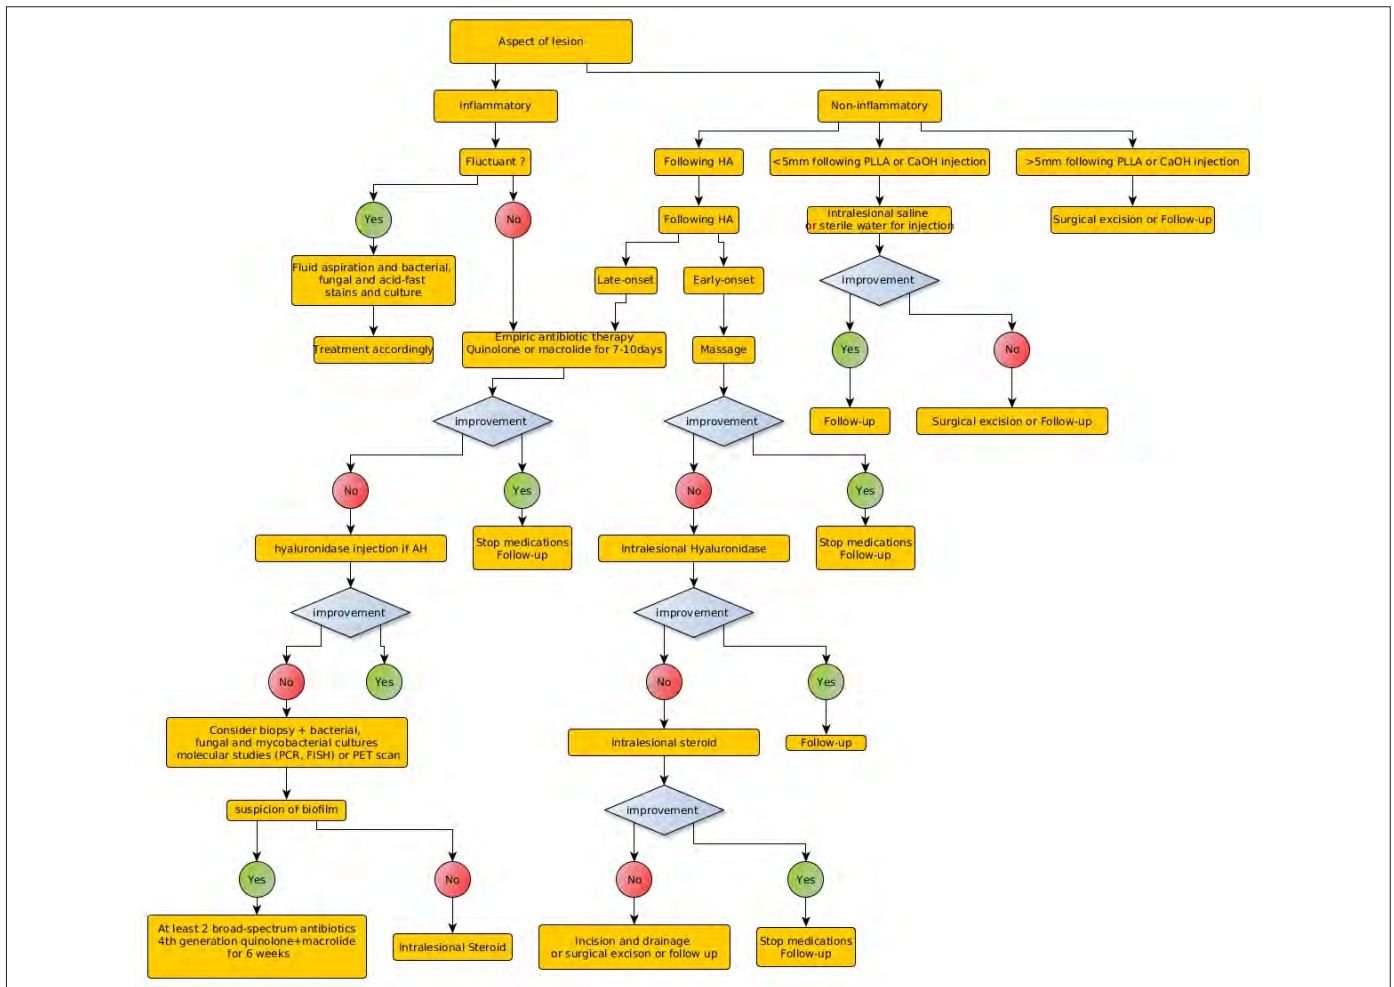 Aspect of lesion
Inflammatory
Non-inflammatory
Fluctuant ?
Following HA
<5mm following PLLA or CaOH injection
>5mm following PLLA or CaOH injection
Yes
No
Following HA
Intralesional saline
or sterile water for injection
Surgical excision or Follow-up
Fluid aspiration and bacterial,
fungal and acid-fast
stains and culture
Late-onset
Early-onset
improvement
Treatment accordingly
Empiric antibiotic therapy
Quinolone or macrolide for 7-10days
Massage
Yes
No
improvement
improvement
Follow-up
Surgical excision or Follow-up
No
Yes
No
Yes
hyaluronidase injection if AH
Stop medications
Follow-up
Intralesional Hyaluronidase
Stop medications
Follow-up
improvement
improvement
No
Yes
No
Yes
Consider biopsy + bacterial,
fungal and mycobacterial cultures
molecular studies (PCR, FISH) or PET scan
Intralesional steroid
Follow-up
suspicion of biofilm
improvement
Yes
No
No
Yes
At least 2 broad-spectrum antibiotics
4th generation quinolone+macrolide
for 6 weeks
Intralesional Steroid
Incision and drainage
or surgical excison or follow up
Stop medications
Follow-up